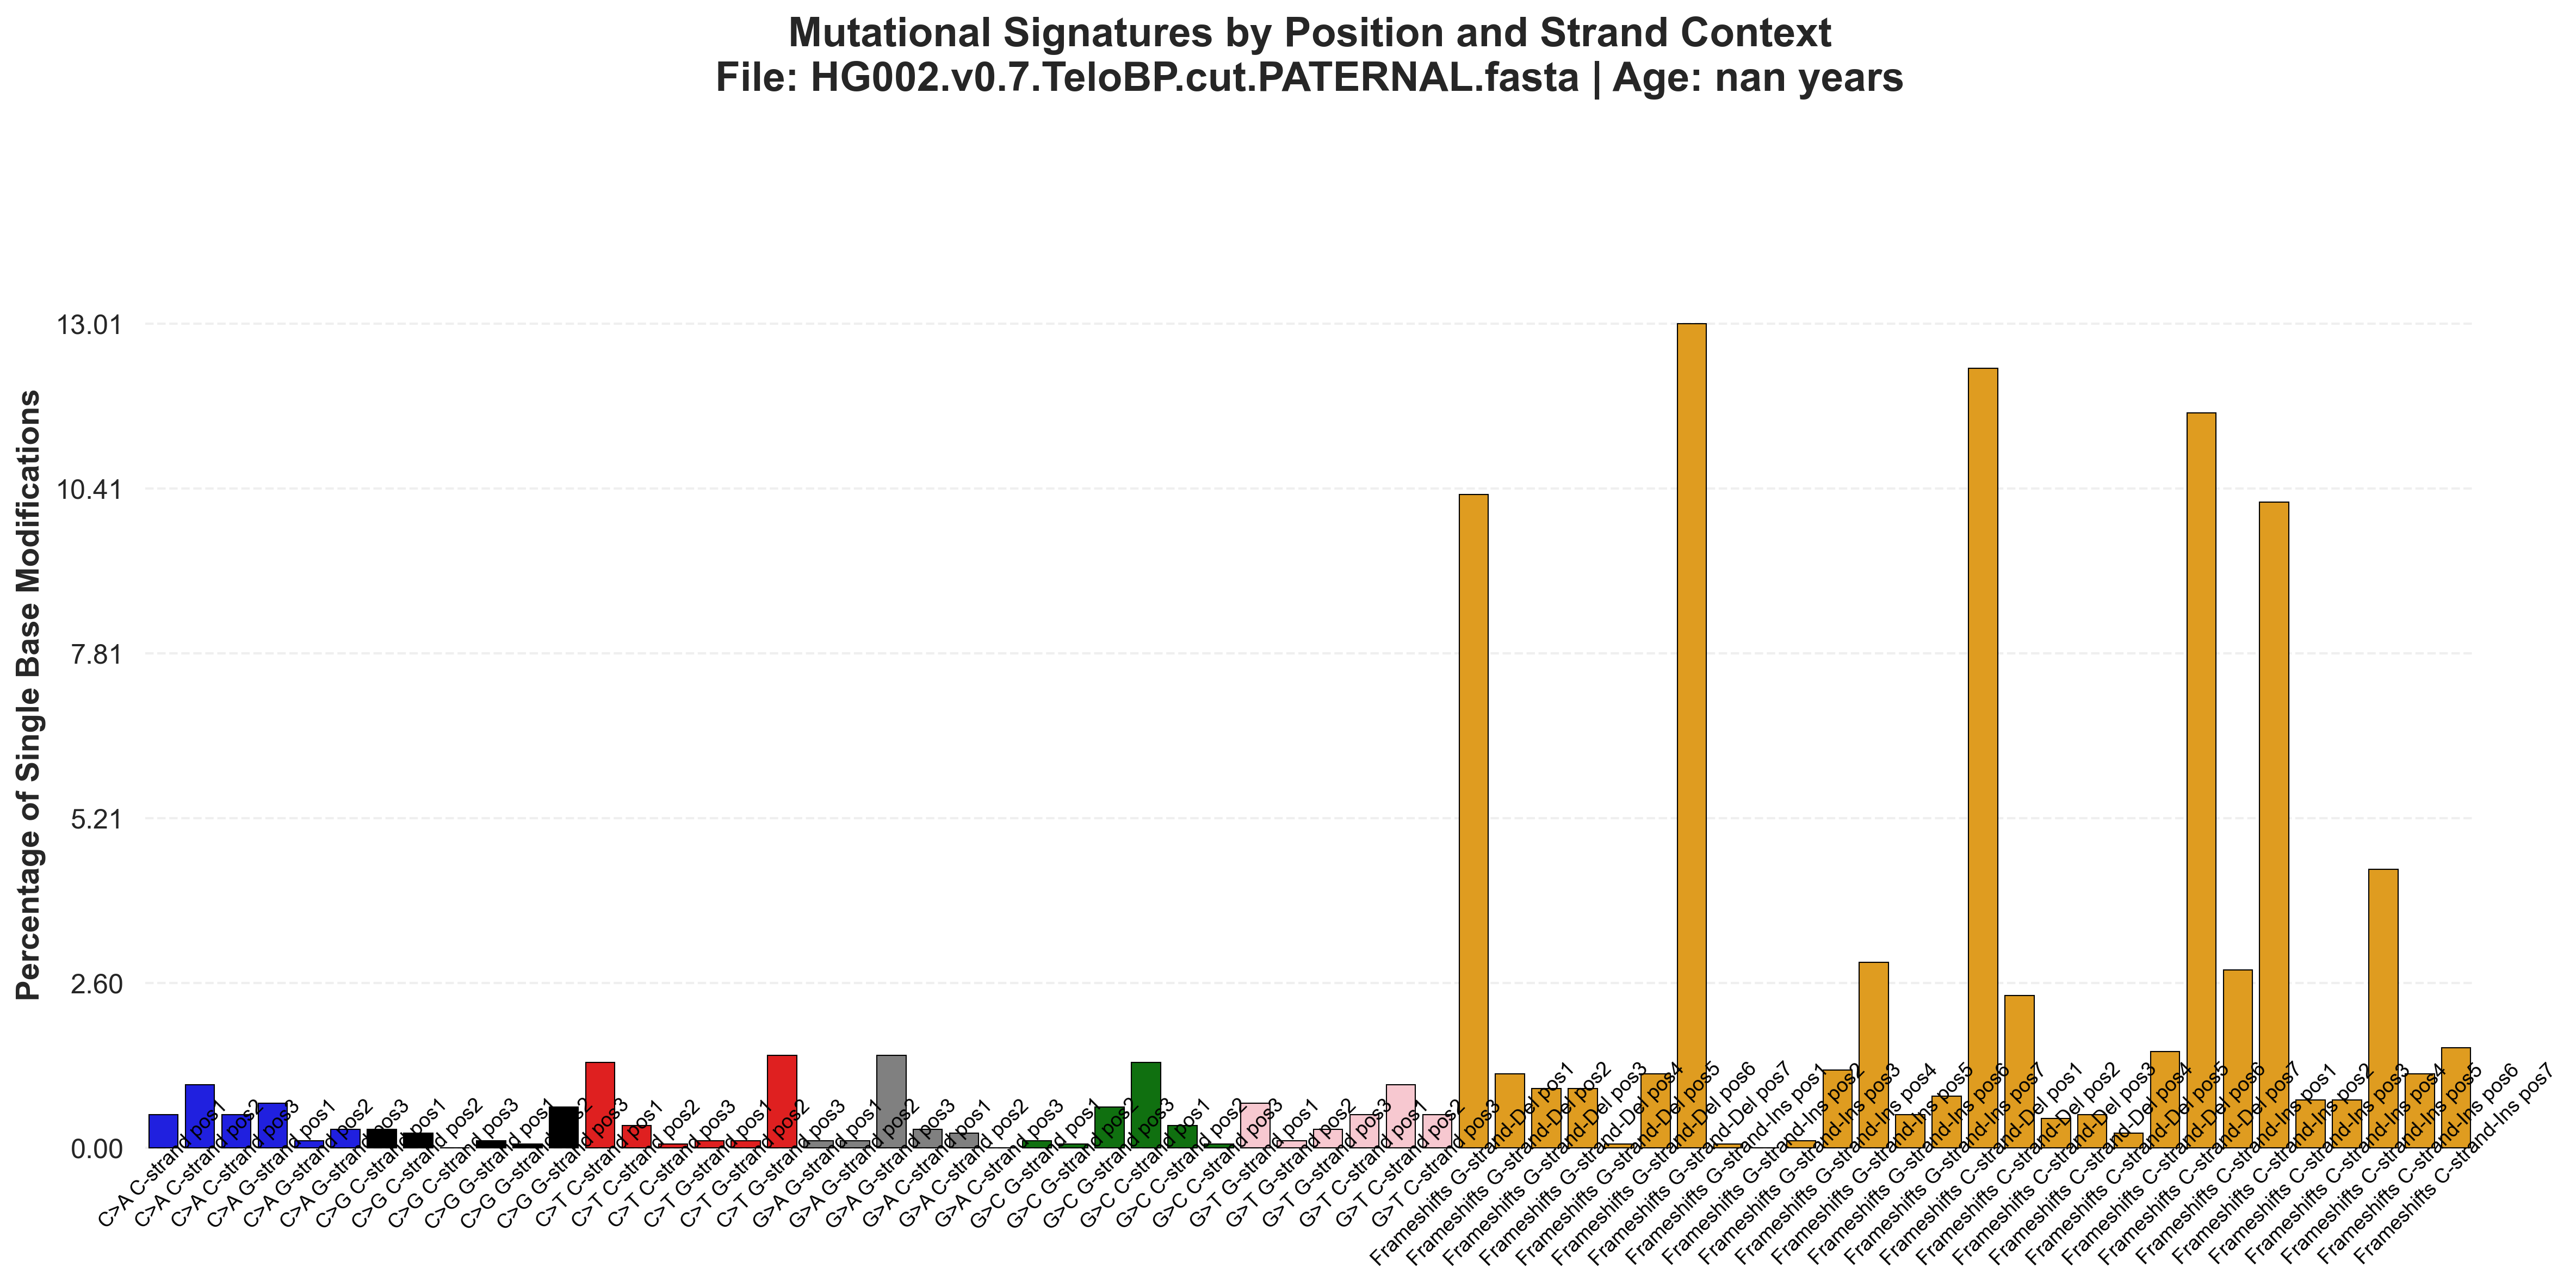 Mutational Signatures by Position and Strand Context
File: HG002.v0.7.TeloBP.cut.PATERNAL.fasta | Age: nan years
Percentage of Single Base Modifications
13.01
10.41
7.81
5.21
2.60
0.00
C>A C-strand pos1
C>A C-strand pos2
C>A C-strand pos3
C>A G-strand pos1
C>A G-strand pos2
C>A G-strand pos3
C>G C-strand pos1
C>G C-strand pos2
C>G C-strand pos3
C>G G-strand pos1
C>G G-strand pos2
C>G G-strand pos3
C>T C-strand pos1
C>T C-strand pos2
C>T C-strand pos3
C>T G-strand pos1
C>T G-strand pos2
C>T G-strand pos3
G>A G-strand pos1
G>A G-strand pos2
G>A G-strand pos3
G>A C-strand pos1
G>A C-strand pos2
G>A C-strand pos3
G>C G-strand pos1
G>C G-strand pos2
G>C G-strand pos3
G>C C-strand pos1
G>C C-strand pos2
G>C C-strand pos3
G>T G-strand pos1
G>T G-strand pos2
G>T G-strand pos3
G>T C-strand pos1
G>T C-strand pos2
G>T C-strand pos3
Frameshifts G-strand-Del pos1
Frameshifts G-strand-Del pos2
Frameshifts G-strand-Del pos3
Frameshifts G-strand-Del pos4
Frameshifts G-strand-Del pos5
Frameshifts G-strand-Del pos6
Frameshifts G-strand-Del pos7
Frameshifts G-strand-Ins pos1
Frameshifts G-strand-Ins pos2
Frameshifts G-strand-Ins pos3
Frameshifts G-strand-Ins pos4
Frameshifts G-strand-Ins pos5
Frameshifts G-strand-Ins pos6
Frameshifts G-strand-Ins pos7
Frameshifts C-strand-Del pos1
Frameshifts C-strand-Del pos2
Frameshifts C-strand-Del pos3
Frameshifts C-strand-Del pos4
Frameshifts C-strand-Del pos5
Frameshifts C-strand-Del pos6
Frameshifts C-strand-Del pos7
Frameshifts C-strand-Ins pos1
Frameshifts C-strand-Ins pos2
Frameshifts C-strand-Ins pos3
Frameshifts C-strand-Ins pos4
Frameshifts C-strand-Ins pos5
Frameshifts C-strand-Ins pos6
Frameshifts C-strand-Ins pos7